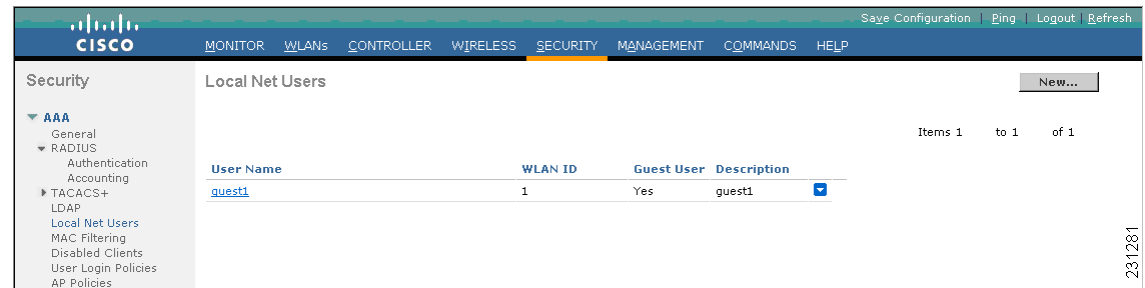 Save Configuration | Ping | Logout | Refresh
CISCO
MONITOR WLANs CONTROLLER WIRELESS SECURITY MANAGEMENT COMMANDS HELP
Security
Local Net Users
New...
AAA
General
RADIUS
Authentication
Accounting
TACACS+
LDAP
Local Net Users
MAC Filtering
Disabled Clients
User Login Policies
AP Policies
Items 1 to 1 of 1
User Name WLAN ID Guest User Description
guest1 1 Yes guest1
231281